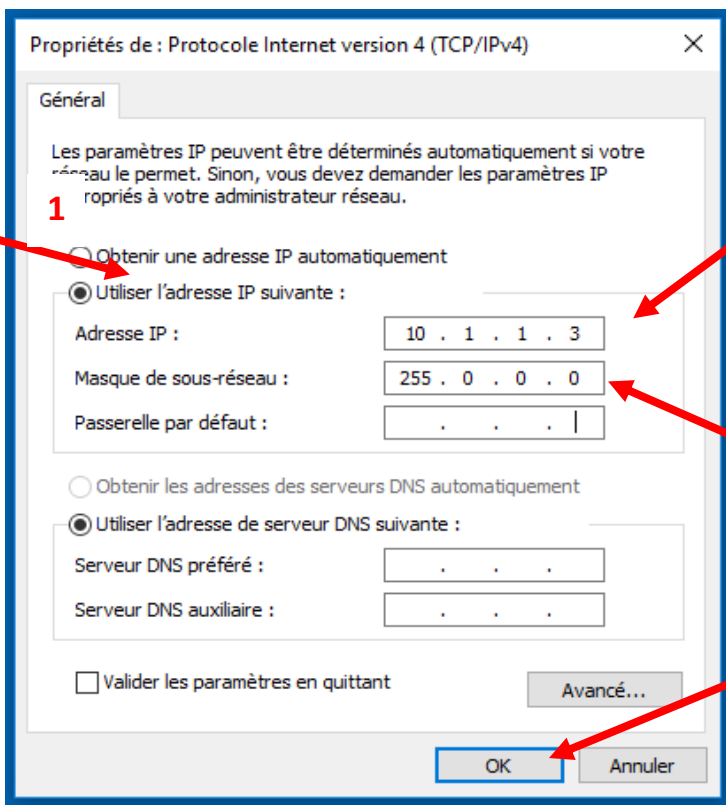 Propriétés de : Protocole Internet version 4 (TCP/IPv4)
Général
Les paramètres IP peuvent être déterminés automatiquement si votre
réseau le permet. Sinon, vous devez demander les paramètres IP
ropriés à votre administrateur réseau.
1
Obtenir une adresse IP automatiquement
Utiliser l'adresse IP suivante :
Adresse IP : 10 . 1 . 1 . 3
Masque de sous-réseau : 255 . 0 . 0 . 0
Passerelle par défaut : . . .
Obtenir les adresses des serveurs DNS automatiquement
Utiliser l'adresse de serveur DNS suivante :
Serveur DNS préféré : . . .
Serveur DNS auxiliaire : . . .
Valider les paramètres en quittant
Avancé...
OK Annuler